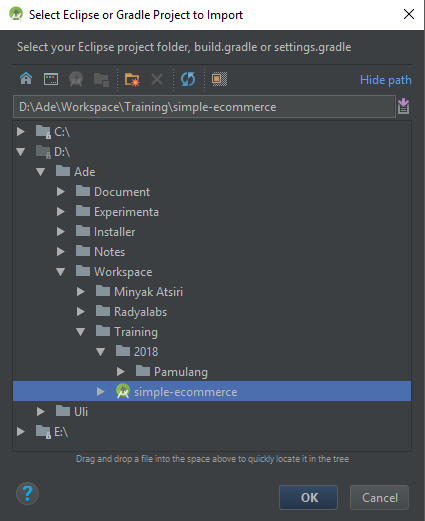 Select Eclipse or Gradle Project to Import
Select your Eclipse project folder, build.gradle or settings.gradle
Hide path
D:\Ade\Workspace\Training\simple-ecommerce
C:\
D:\
Ade
Document
Experimenta
Installer
Notes
Workspace
Minyak Atsiri
Radyalabs
Training
2018
Pamulang
simple-ecommerce
Uli
E:\
Drag and drop a file into the space above to quickly locate it in the tree
? OK Cancel